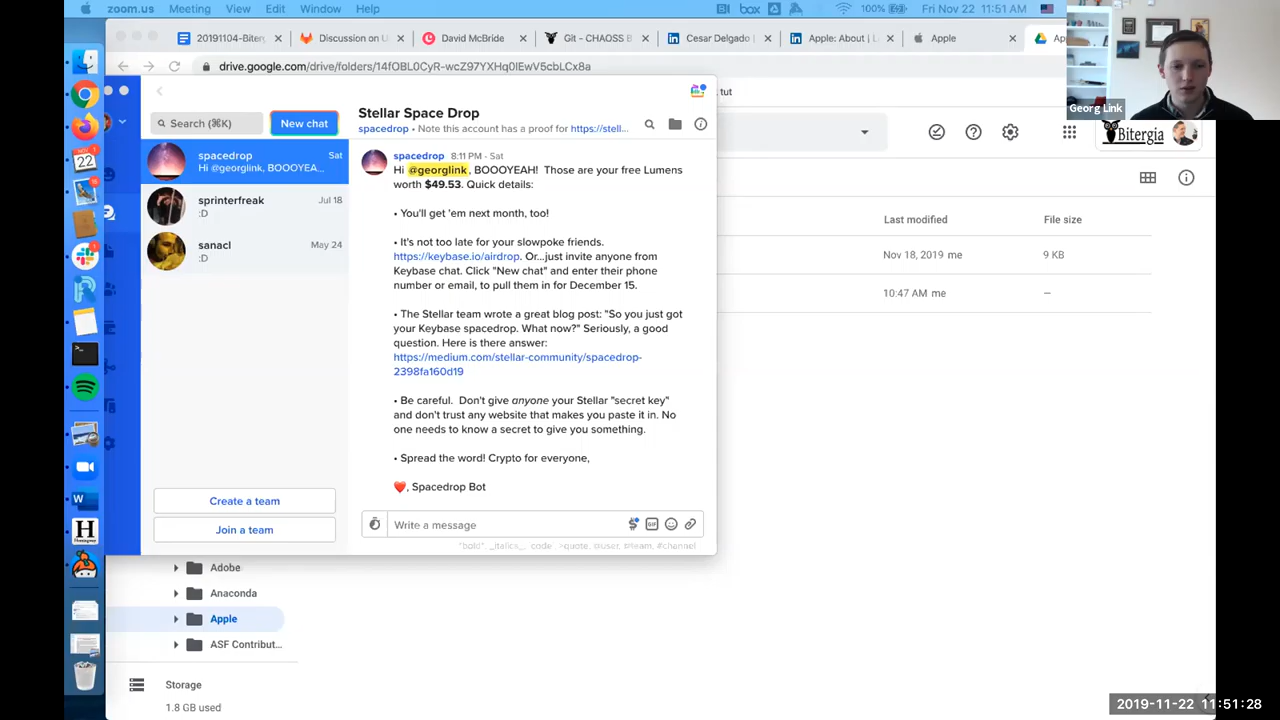 zoom.us Meeting View Edit Window Help
box 100% Fri Nov 22 11:51 AM
20191104-Biter
Discussion on
David McBride
Git - CHAOSS
Cesar Delgado
Apple: About | L
Apple
drive.google.com/drive/folders/14fOBL0CyR-wcZ97YXHq0IEwV5cbLCx8a
Georg Link
Bitergia
Search (⌘K)
New chat
spacedrop Sat
Hi @georglink, BOOOYEA...
sprinterfreak Jul 18
:D
sanacl May 24
:D
Create a team
Join a team
Stellar Space Drop
spacedrop • Note this account has a proof for https://stell...
spacedrop 8:11 PM - Sat
Hi @georglink, BOOOYEAH! Those are your free Lumens
worth $49.53. Quick details:
• You'll get 'em next month, too!
• It's not too late for your slowpoke friends.
https://keybase.io/airdrop. Or...just invite anyone from
Keybase chat. Click "New chat" and enter their phone
number or email, to pull them in for December 15.
• The Stellar team wrote a great blog post: "So you just got
your Keybase spacedrop. What now?" Seriously, a good
question. Here is there answer:
https://medium.com/stellar-community/spacedrop-
2398fa160d19
• Be careful. Don't give anyone your Stellar "secret key"
and don't trust any website that makes you paste it in. No
one needs to know a secret to give you something.
• Spread the word! Crypto for everyone,
❤️, Spacedrop Bot
Write a message
*bold*, _italics_, `code`, >quote, @user, @team, #channel
tut
Last modified File size
Nov 18, 2019 me 9 KB
10:47 AM me –
Adobe
Anaconda
Apple
ASF Contribut...
Storage
1.8 GB used
2019-11-22 11:51:28